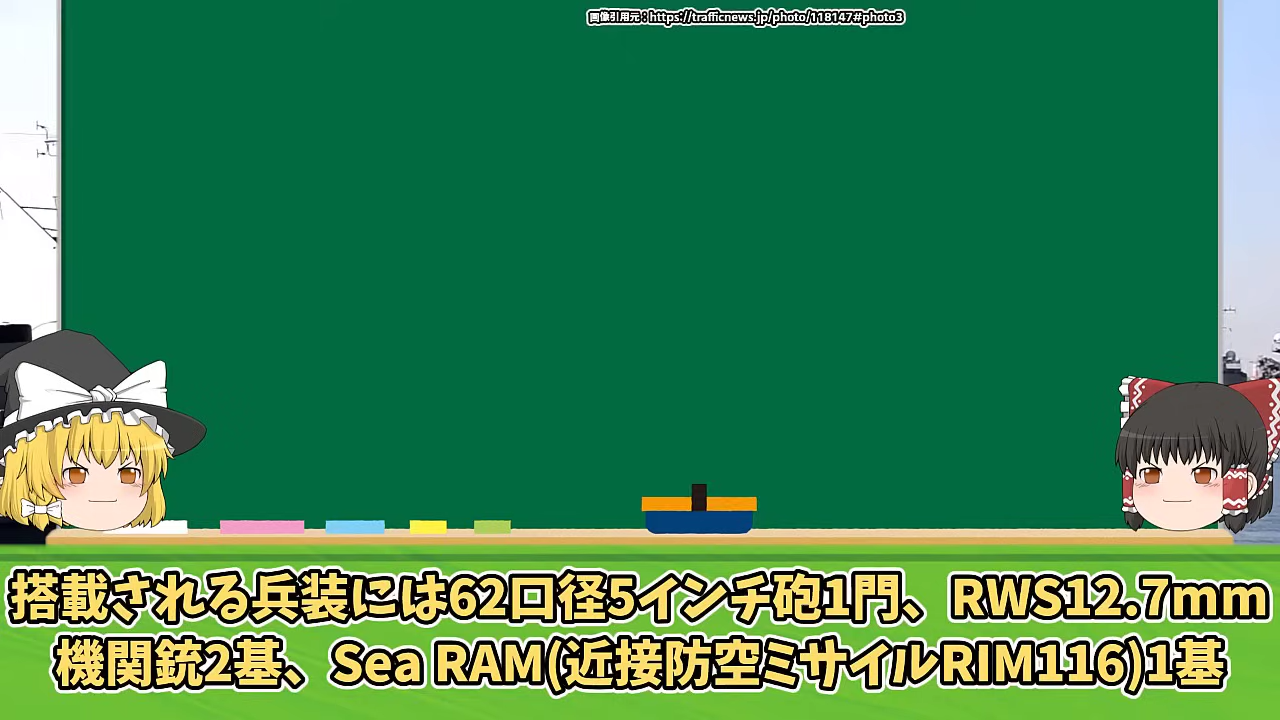 画像引用元：https://trafficnews.jp/photo/118147#photo3
搭載される兵装には62口径5インチ砲1門、RWS12.7mm
機関銃2基、Sea RAM(近接防空ミサイルRIM116)1基